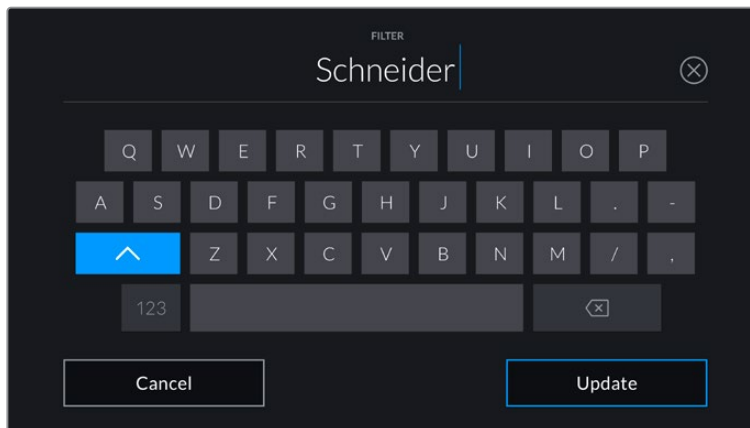 FILTER
Schneider
Q W E R T Y U I O P
A S D F G H J K L . -
Z X C V B N M / ,
123
Cancel Update